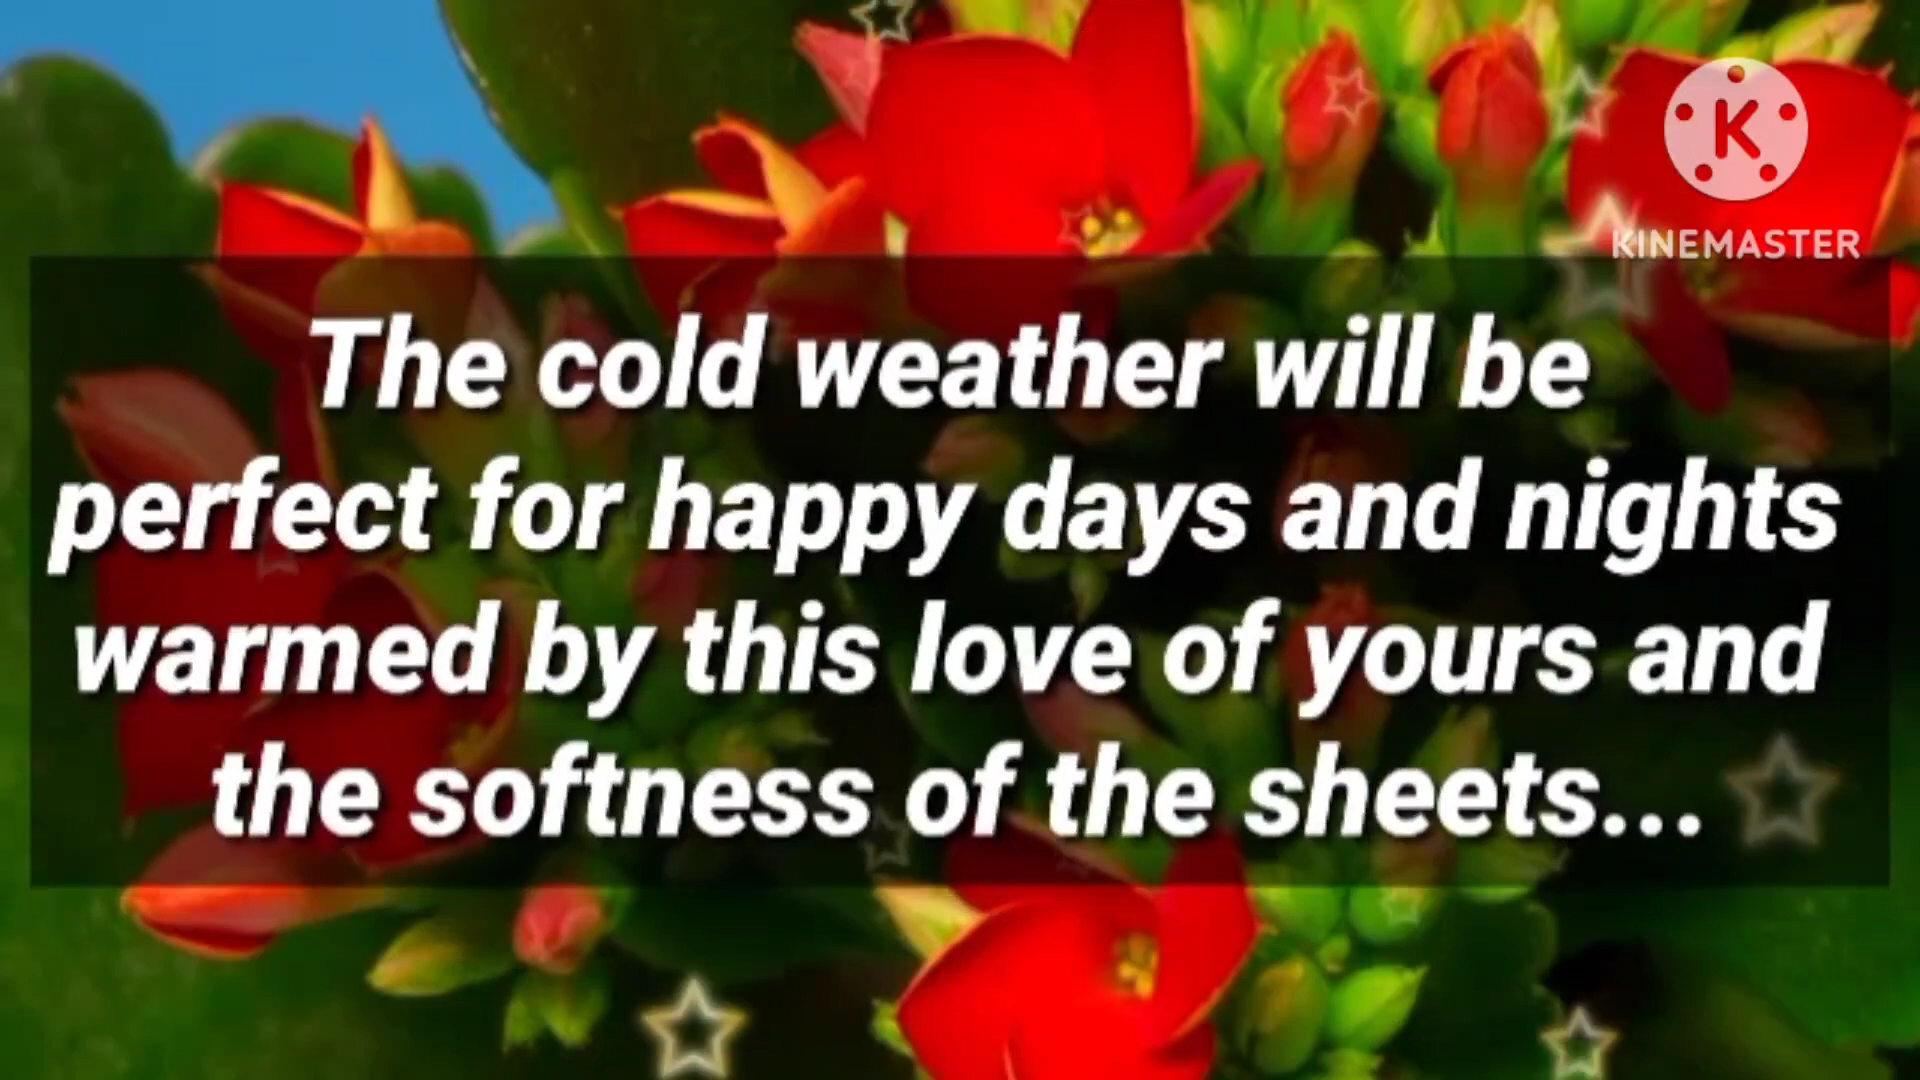 K
KINEMASTER
The cold weather will be
perfect for happy days and nights
warmed by this love of yours and
the softness of the sheets...